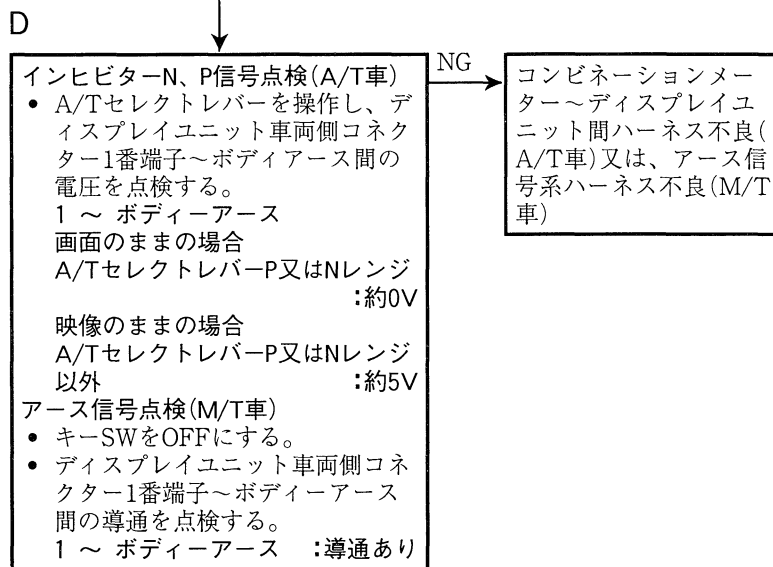 D
インヒビターN、P信号点検(A/T車)
• A/Tセレクトレバーを操作し、デ
ィスプレイユニット車両側コネク
ター1番端子～ボディアース間の
電圧を点検する。
1 ～ ボディーアース
画面のままの場合
A/TセレクトレバーP又はNレンジ
:約0V
映像のままの場合
A/TセレクトレバーP又はNレンジ
以外 :約5V
アース信号点検(M/T車)
• キーSWをOFFにする。
• ディスプレイユニット車両側コネ
クター1番端子～ボディーアース
間の導通を点検する。
1 ～ ボディーアース :導通あり
NG
コンビネーションメー
ター～ディスプレイユ
ニット間ハーネス不良(
A/T車)又は、アース信
号系ハーネス不良(M/T
車)